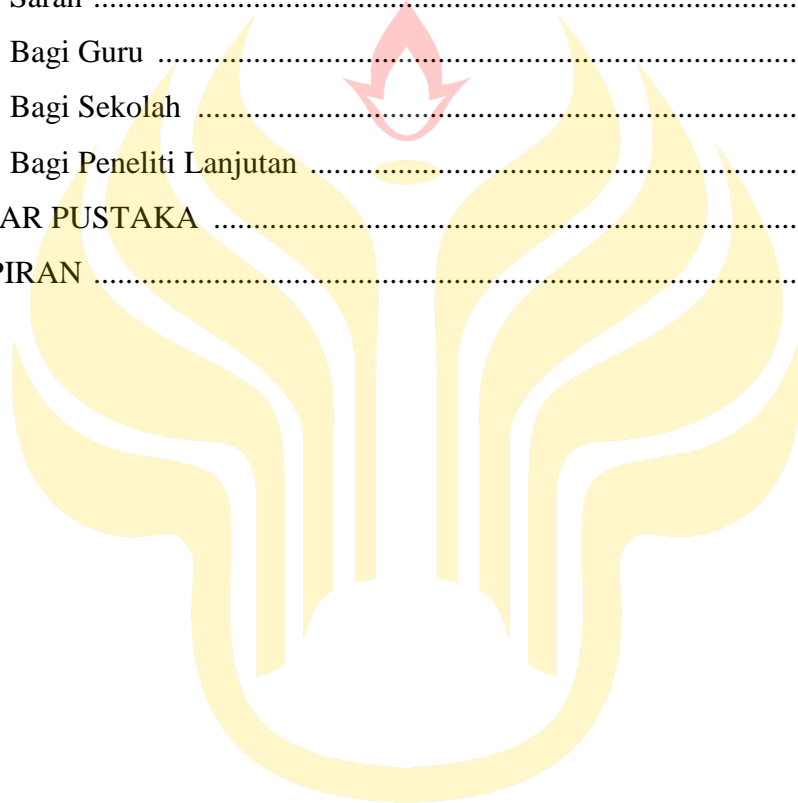 Saran ..........................................................................................
Bagi Guru ..................................................................................
Bagi Sekolah .............................................................................
Bagi Peneliti Lanjutan ..............................................................
AR PUSTAKA ...........................................................................
PIRAN ..........................................................................................